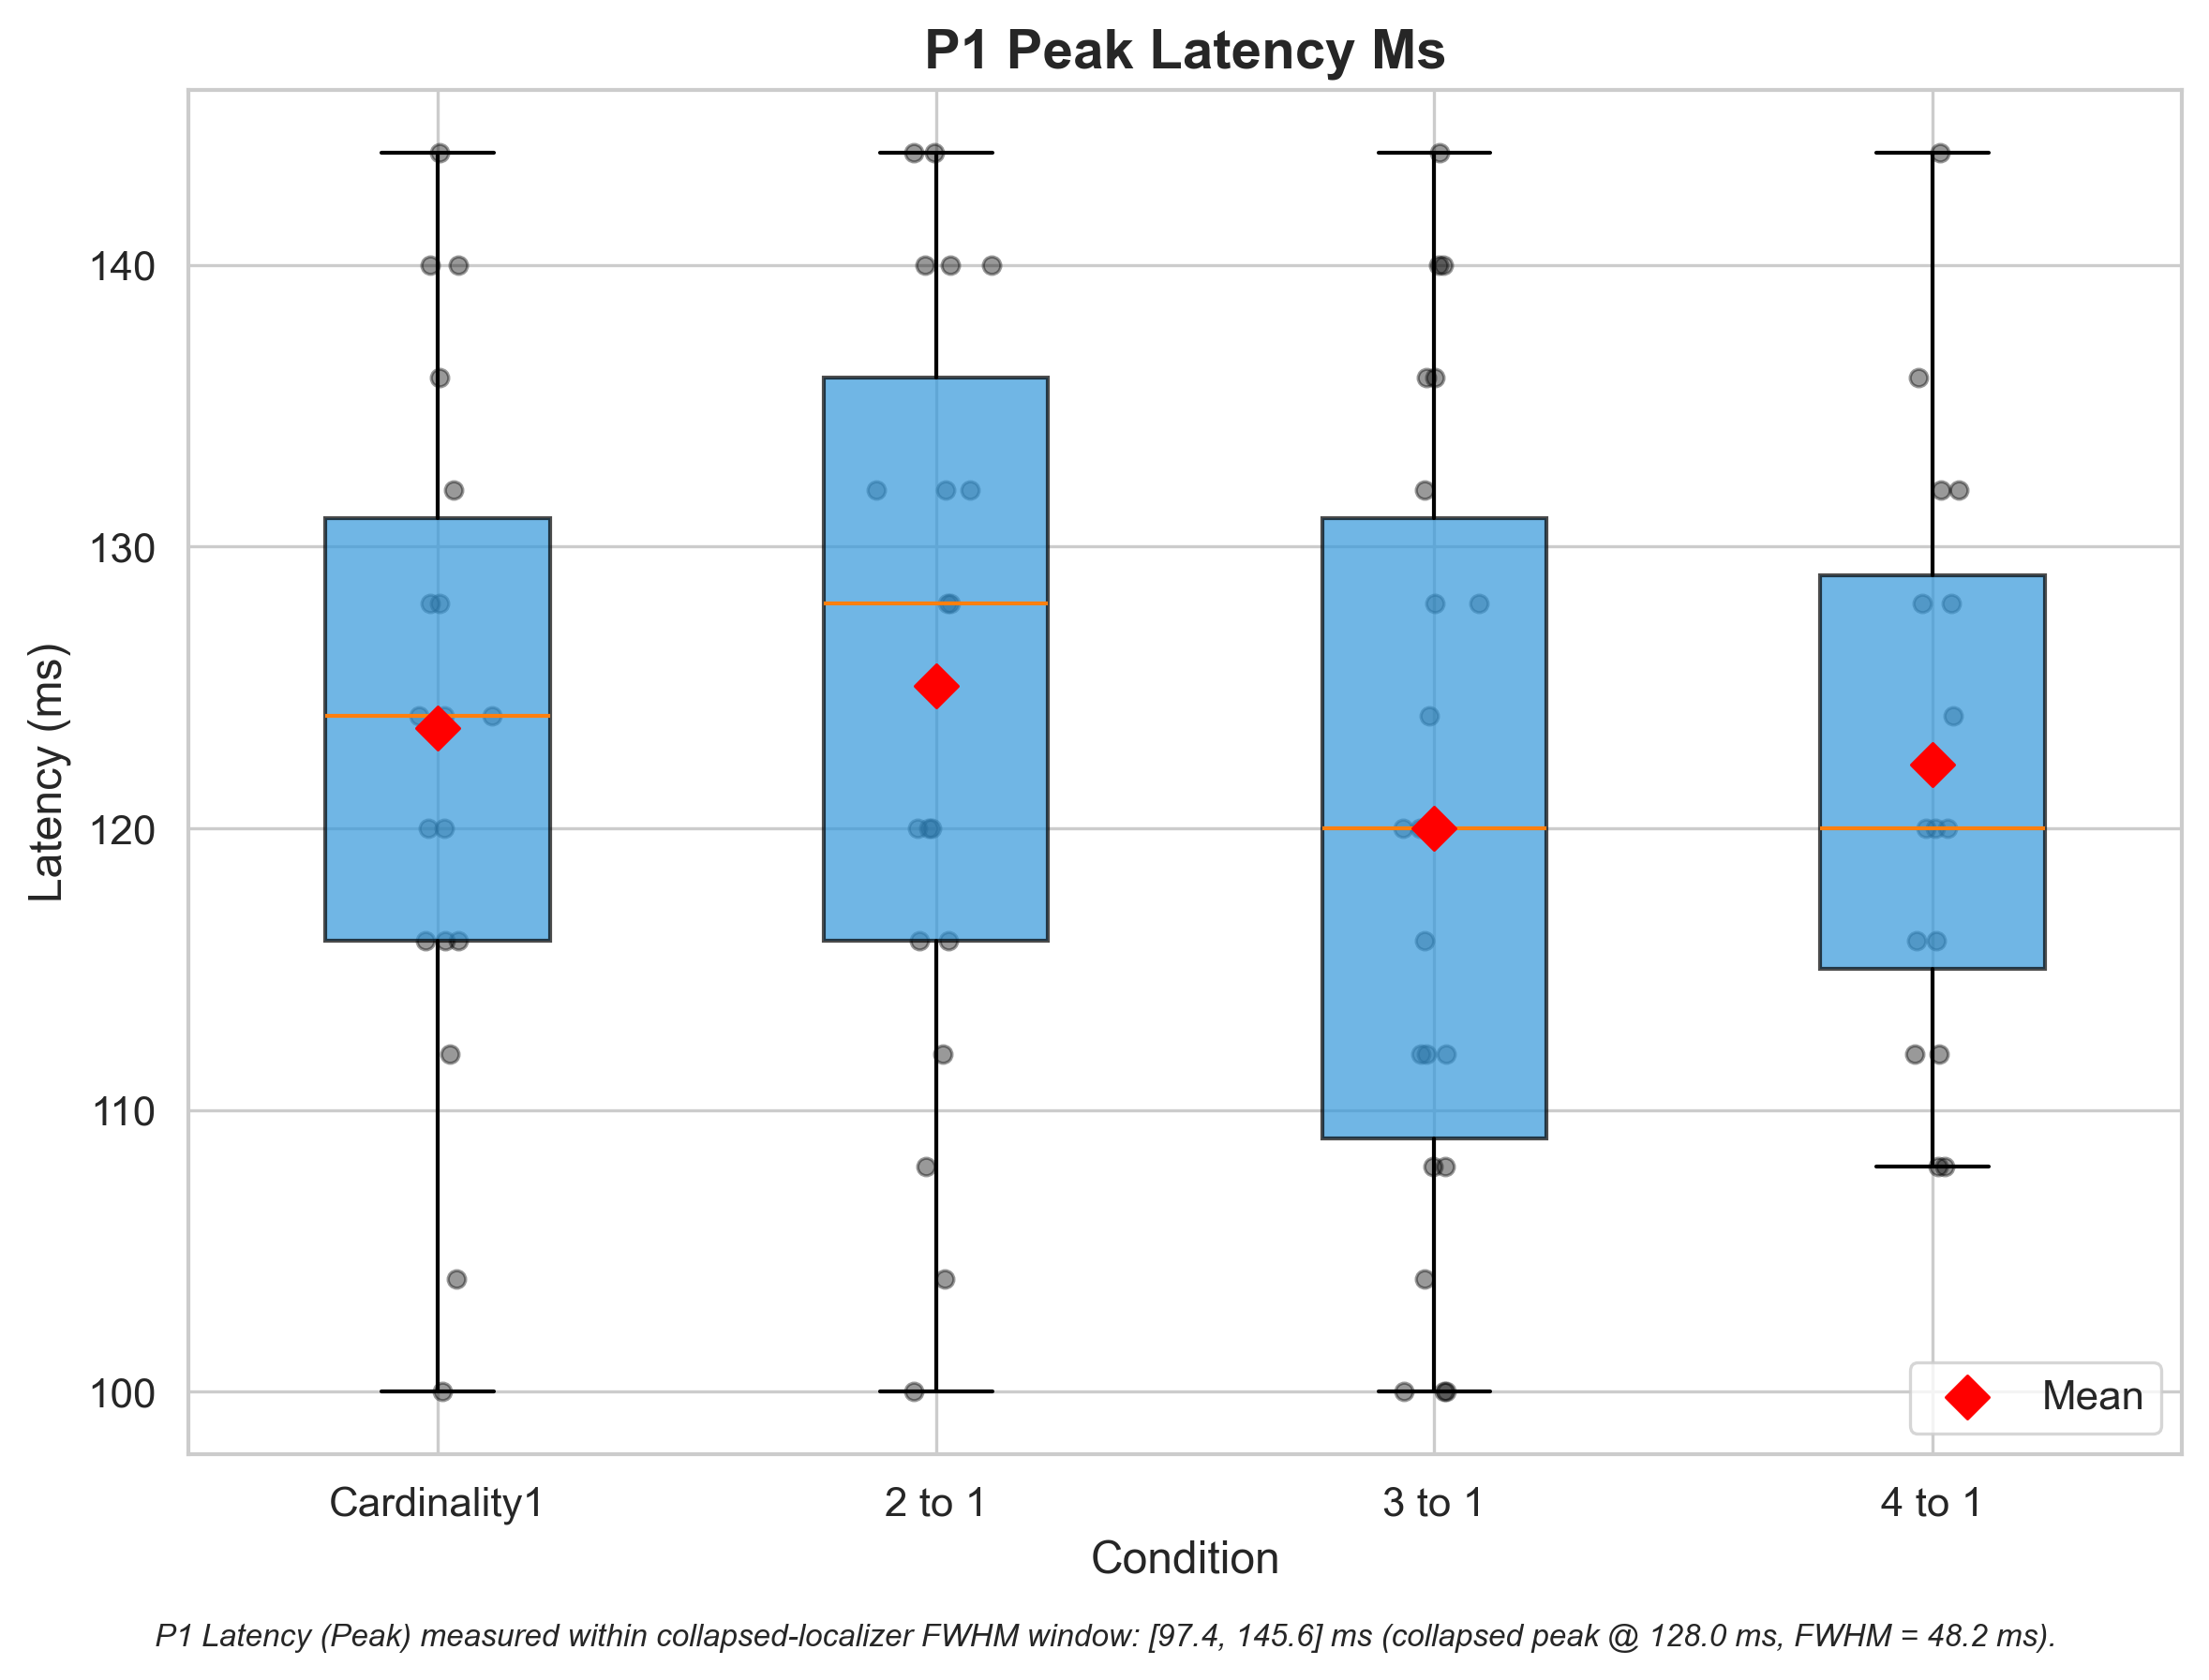 P1 Peak Latency Ms
Latency (ms)
140
130
120
110
100
Mean
Cardinality1
2 to 1
3 to 1
4 to 1
Condition
P1 Latency (Peak) measured within collapsed-localizer FWHM window: [97.4, 145.6] ms (collapsed peak @ 128.0 ms, FWHM = 48.2 ms).